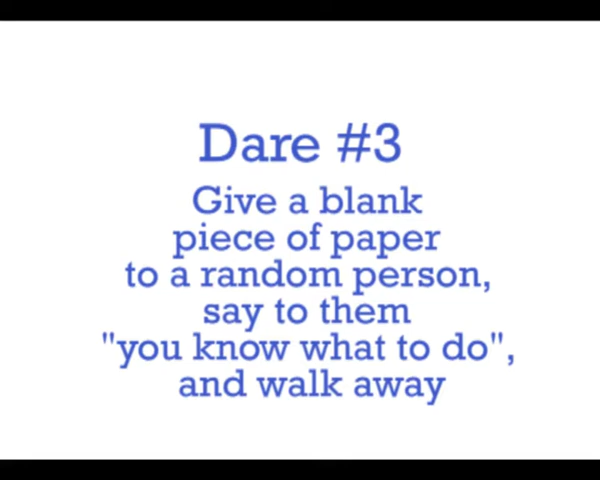 Dare #3
Give a blank
piece of paper
to a random person,
say to them
"you know what to do",
and walk away